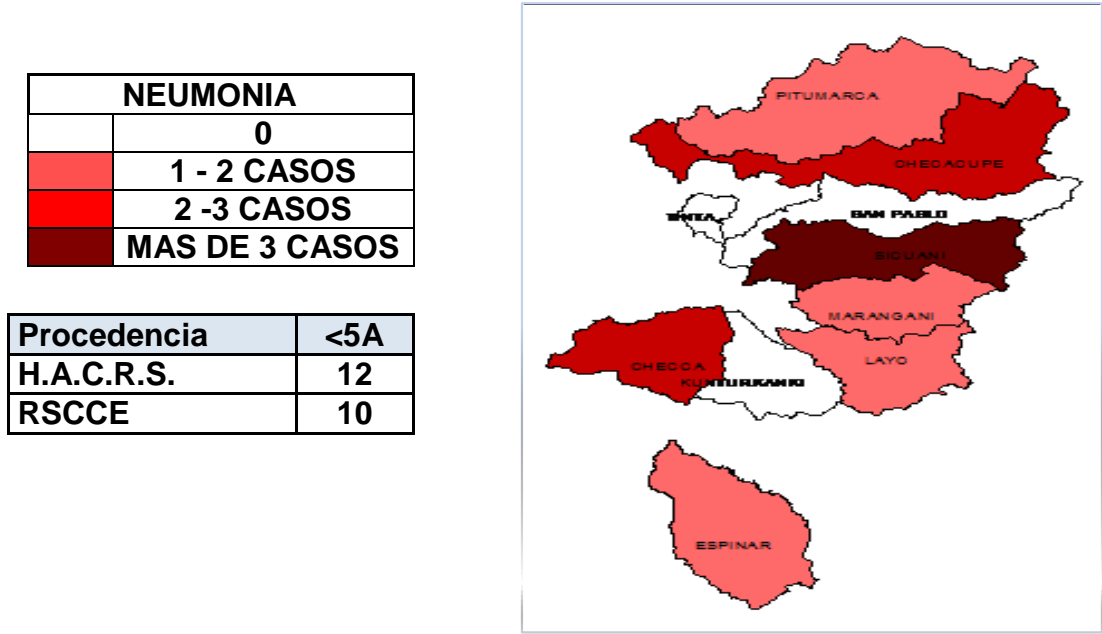 NEUMONIA
0
1 - 2 CASOS
2 -3 CASOS
MAS DE 3 CASOS
Procedencia <5A
H.A.C.R.S. 12
RSCCE 10
PITUMARCA
CHECACUPE
TINTA
SAN PABLO
SICUANI
MARANGANI
LAYO
CHECCA
KUNTURKANKI
ESPINAR